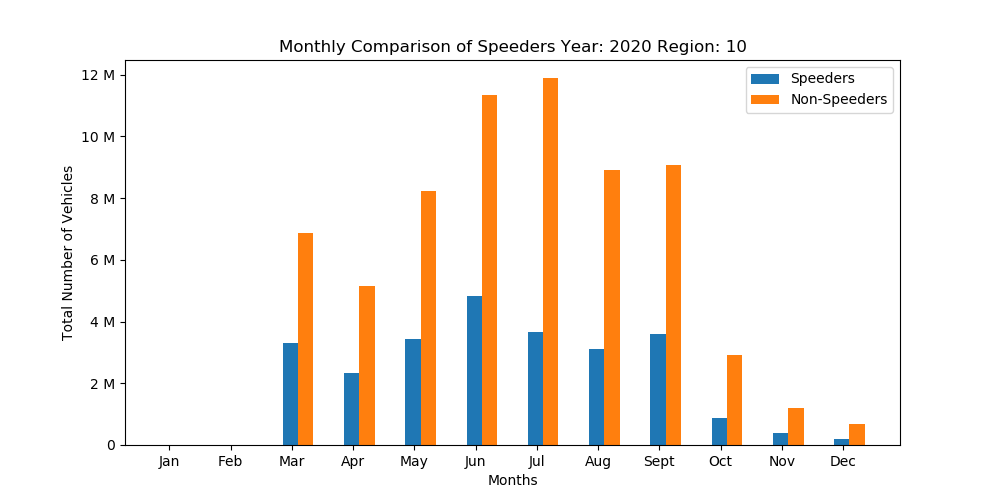 Monthly Comparison of Speeders Year: 2020 Region: 10
Speeders
Non-Speeders
Total Number of Vehicles
12 M
10 M
8 M
6 M
4 M
2 M
0
Jan Feb Mar Apr May Jun Jul Aug Sept Oct Nov Dec
Months